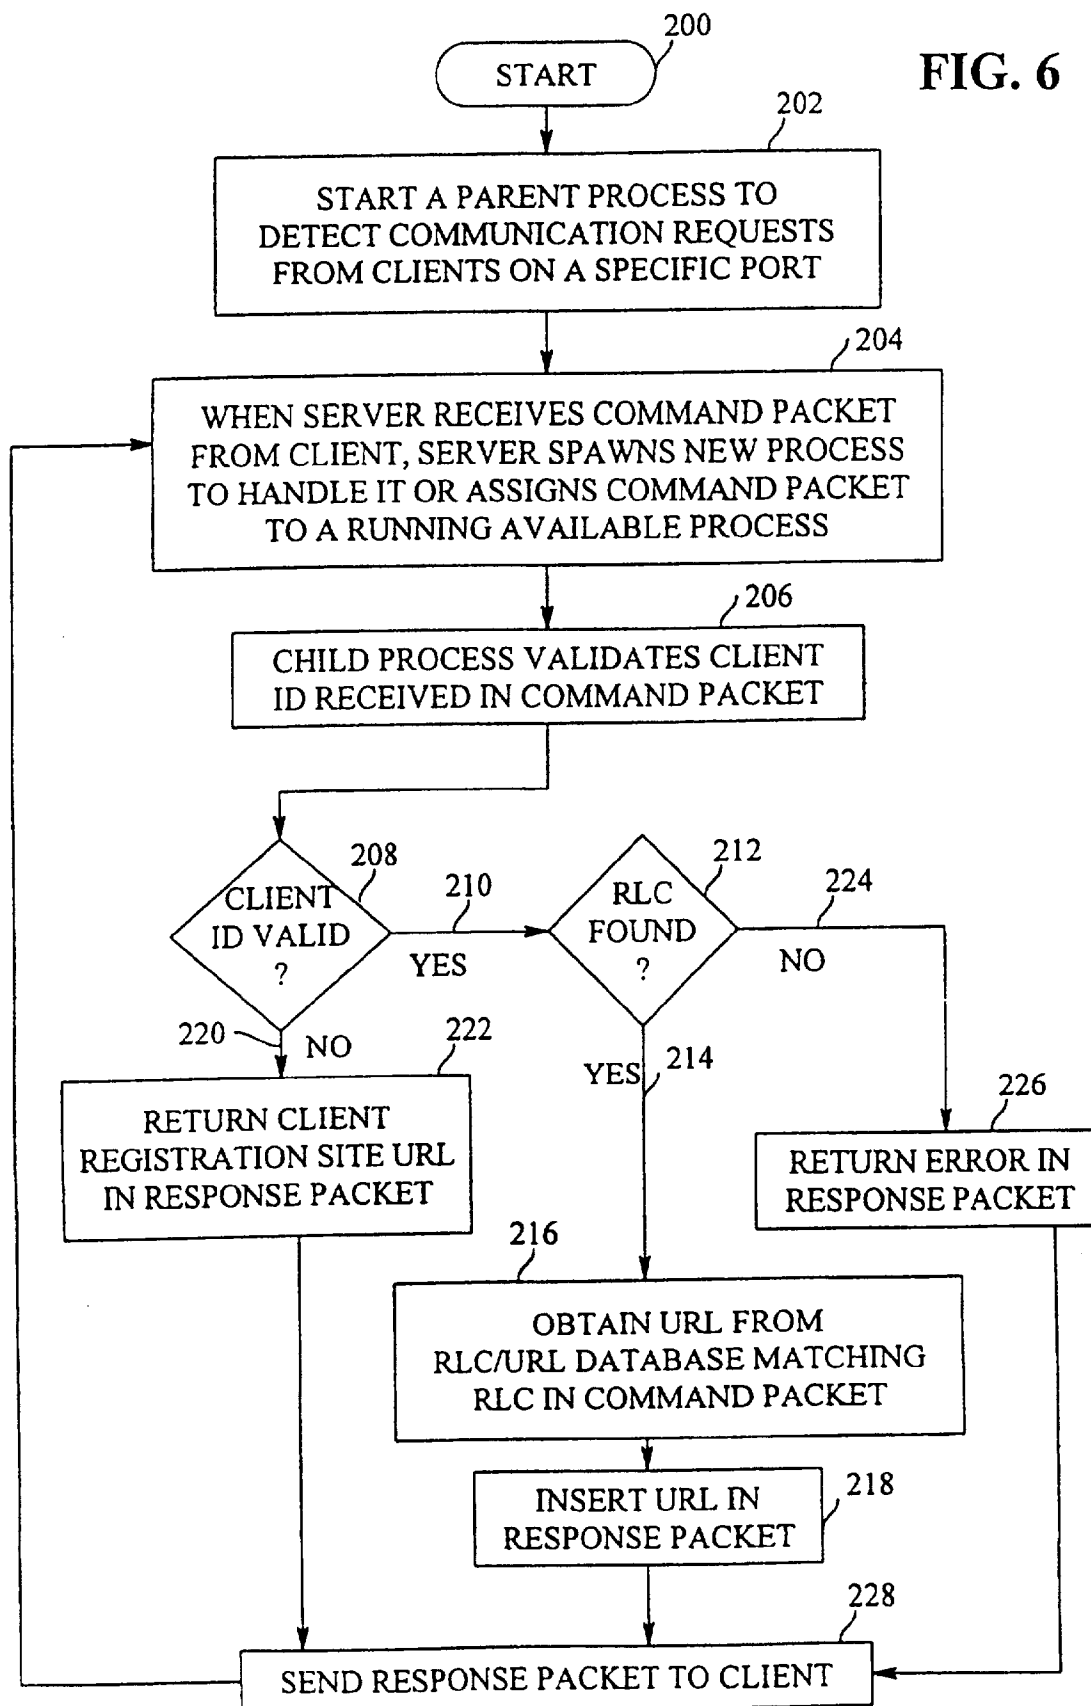 200
START
FIG. 6
202
START A PARENT PROCESS TO
DETECT COMMUNICATION REQUESTS
FROM CLIENTS ON A SPECIFIC PORT
204
WHEN SERVER RECEIVES COMMAND PACKET
FROM CLIENT, SERVER SPAWNS NEW PROCESS
TO HANDLE IT OR ASSIGNS COMMAND PACKET
TO A RUNNING AVAILABLE PROCESS
206
CHILD PROCESS VALIDATES CLIENT
ID RECEIVED IN COMMAND PACKET
208
CLIENT
ID VALID
?
210
YES
212
RLC
FOUND
?
224
NO
220
NO
222
RETURN CLIENT
REGISTRATION SITE URL
IN RESPONSE PACKET
YES
214
226
RETURN ERROR IN
RESPONSE PACKET
216
OBTAIN URL FROM
RLC/URL DATABASE MATCHING
RLC IN COMMAND PACKET
218
INSERT URL IN
RESPONSE PACKET
228
SEND RESPONSE PACKET TO CLIENT